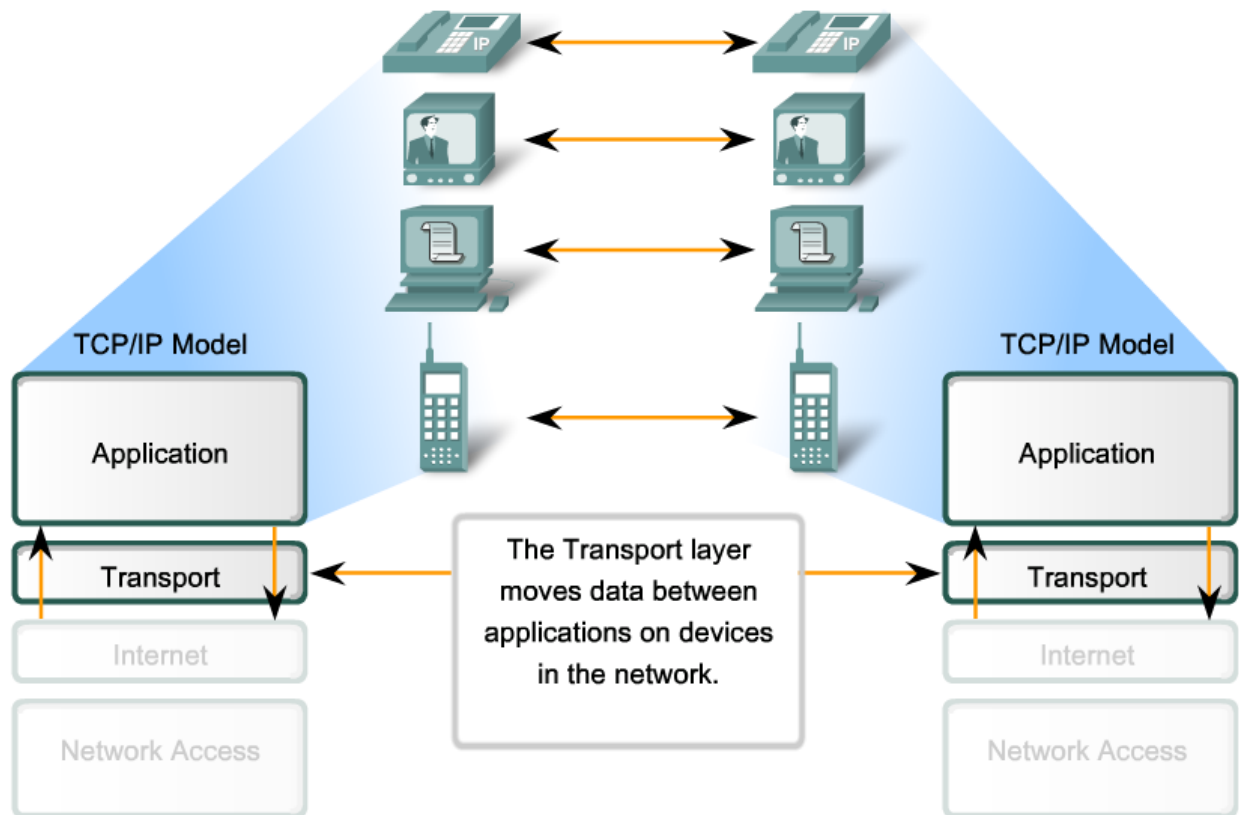 IP
IP
TCP/IP Model
TCP/IP Model
Application
Application
The Transport layer
moves data between
applications on devices
in the network.
Transport
Transport
Internet
Internet
Network Access
Network Access